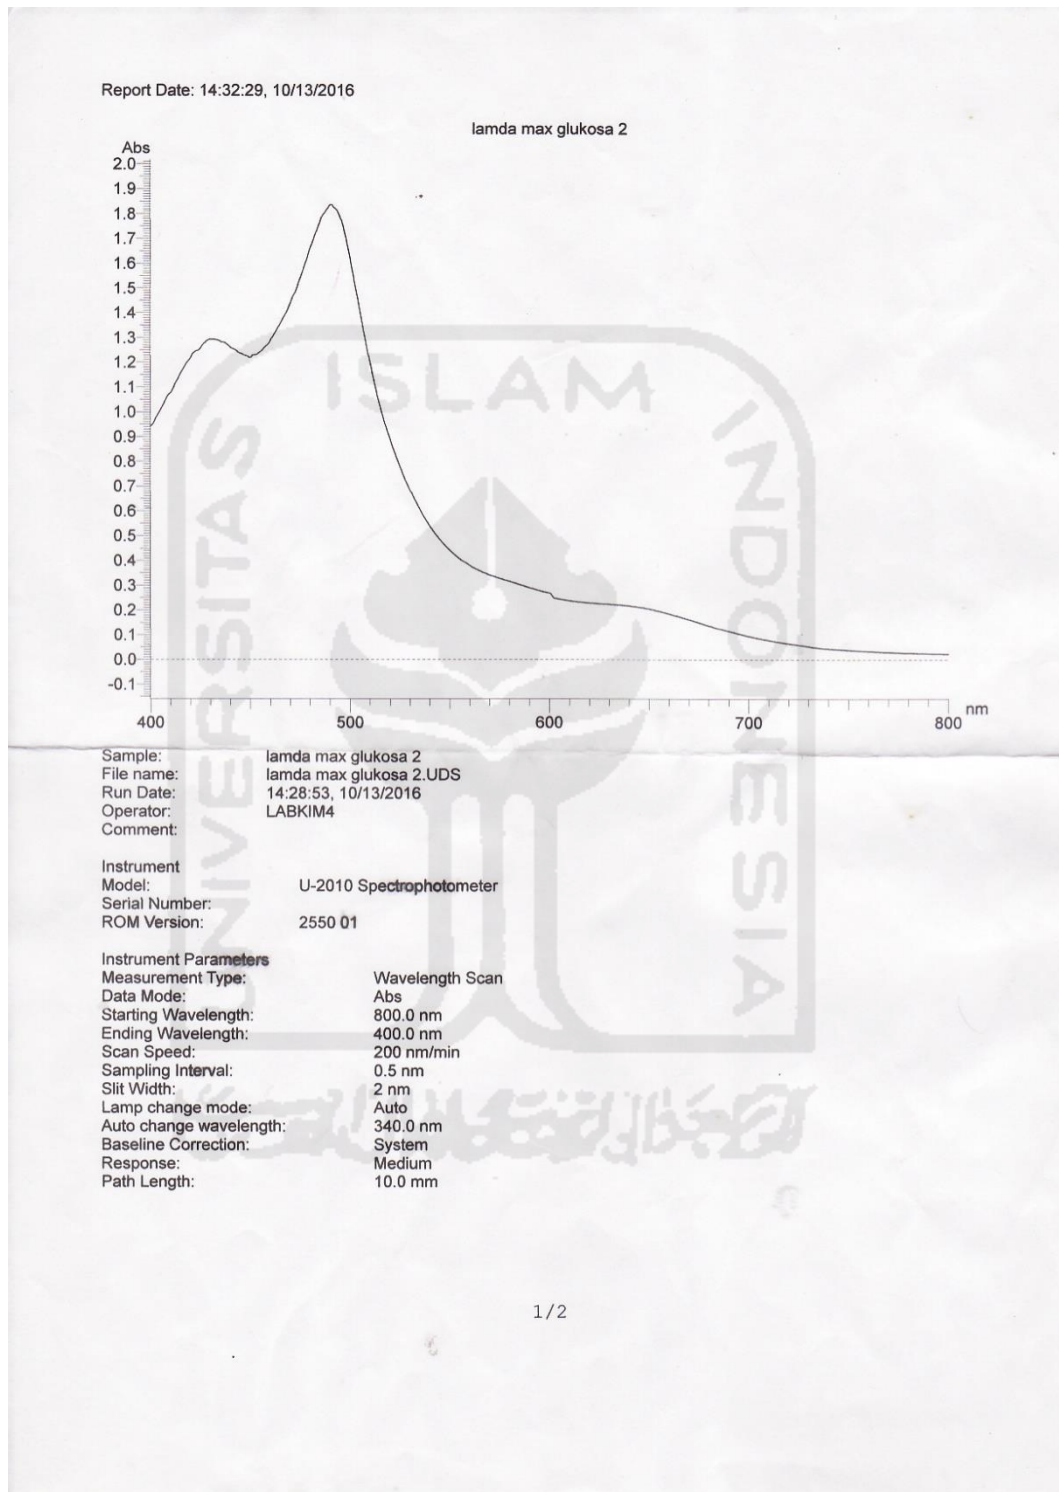 Report Date: 14:32:29, 10/13/2016
lamda max glukosa 2
Abs
2.0
1.9
1.8
1.7
1.6
1.5
1.4
1.3
1.2
1.1
1.0
0.9
0.8
0.7
0.6
0.5
0.4
0.3
0.2
0.1
0.0
-0.1
400 500 600 700 800 nm
UNIVERSITAS ISLAM INDONESIA
Sample: lamda max glukosa 2
File name: lamda max glukosa 2.UDS
Run Date: 14:28:53, 10/13/2016
Operator: LABKIM4
Comment:
Instrument
Model: U-2010 Spectrophotometer
Serial Number:
ROM Version: 2550 01
Instrument Parameters
Measurement Type: Wavelength Scan
Data Mode: Abs
Starting Wavelength: 800.0 nm
Ending Wavelength: 400.0 nm
Scan Speed: 200 nm/min
Sampling Interval: 0.5 nm
Slit Width: 2 nm
Lamp change mode: Auto
Auto change wavelength: 340.0 nm
Baseline Correction: System
Response: Medium
Path Length: 10.0 mm
1/2